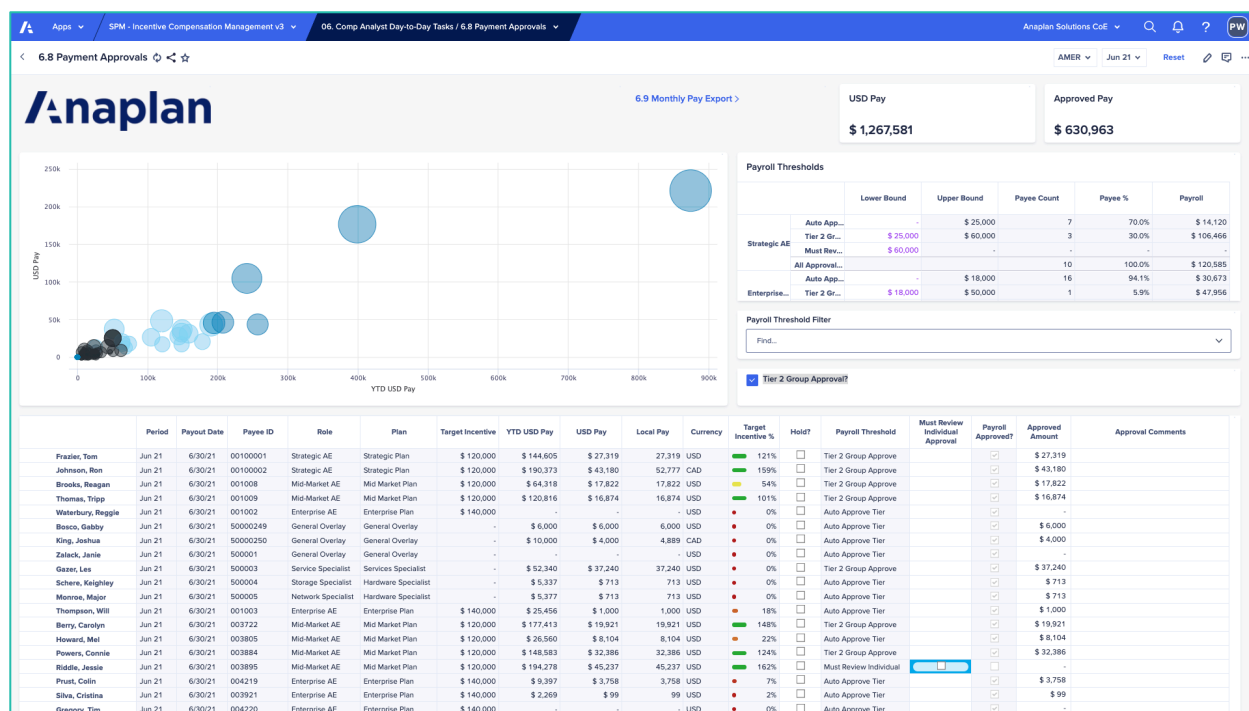 Apps SPM - Incentive Compensation Management v3 06. Comp Analyst Day-to-Day Tasks / 6.8 Payment Approvals Anaplan Solutions CoE ? PW
6.8 Payment Approvals AMER Jun 21 Reset
Anaplan
6.9 Monthly Pay Export
USD Pay
$ 1,267,581
Approved Pay
$ 630,963
250k
200k
150k
100k
50k
0
USD Pay
0 100k 200k 300k 400k 500k 600k 700k 800k 900k
YTD USD Pay
Payroll Thresholds
Lower Bound Upper Bound Payee Count Payee % Payroll
Strategic AE
Auto App... - $ 25,000 7 70.0% $ 14,120
Tier 2 Gr... $ 25,000 $ 60,000 3 30.0% $ 106,466
Must Rev... $ 60,000 - - - -
All Approval... 10 100.0% $ 120,585
Enterprise...
Auto App... - $ 18,000 16 94.1% $ 30,673
Tier 2 Gr... $ 18,000 $ 50,000 1 5.9% $ 47,956
Payroll Threshold Filter
Find...
Tier 2 Group Approval?
Period Payout Date Payee ID Role Plan Target Incentive YTD USD Pay USD Pay Local Pay Currency Target Incentive % Hold? Payroll Threshold Must Review Individual Approval Payroll Approved? Approved Amount Approval Comments
Frazier, Tom Jun 21 6/30/21 00100001 Strategic AE Strategic Plan $ 120,000 $ 144,605 $ 27,319 27,319 USD 121% Tier 2 Group Approve $ 27,319
Johnson, Ron Jun 21 6/30/21 00100002 Strategic AE Strategic Plan $ 120,000 $ 190,373 $ 43,180 52,777 CAD 159% Tier 2 Group Approve $ 43,180
Brooks, Reagan Jun 21 6/30/21 001008 Mid-Market AE Mid Market Plan $ 120,000 $ 64,318 $ 17,822 17,822 USD 54% Tier 2 Group Approve $ 17,822
Thomas, Tripp Jun 21 6/30/21 001009 Mid-Market AE Mid Market Plan $ 120,000 $ 120,816 $ 16,874 16,874 USD 101% Tier 2 Group Approve $ 16,874
Waterbury, Reggie Jun 21 6/30/21 001002 Enterprise AE Enterprise Plan $ 140,000 - - - USD 0% Auto Approve Tier -
Bosco, Gabby Jun 21 6/30/21 50000249 General Overlay General Overlay - $ 6,000 $ 6,000 6,000 USD 0% Auto Approve Tier $ 6,000
King, Joshua Jun 21 6/30/21 50000250 General Overlay General Overlay - $ 10,000 $ 4,000 4,889 CAD 0% Auto Approve Tier $ 4,000
Zalack, Janie Jun 21 6/30/21 500001 General Overlay General Overlay - - - - USD 0% Auto Approve Tier -
Gazer, Les Jun 21 6/30/21 500003 Service Specialist Services Specialist - $ 52,340 $ 37,240 37,240 USD 0% Tier 2 Group Approve $ 37,240
Schere, Keighley Jun 21 6/30/21 500004 Storage Specialist Hardware Specialist - $ 5,337 $ 713 713 USD 0% Auto Approve Tier $ 713
Monroe, Major Jun 21 6/30/21 500005 Network Specialist Hardware Specialist - $ 5,377 $ 713 713 USD 0% Auto Approve Tier $ 713
Thompson, Will Jun 21 6/30/21 001003 Enterprise AE Enterprise Plan $ 140,000 $ 25,456 $ 1,000 1,000 USD 18% Auto Approve Tier $ 1,000
Berry, Carolyn Jun 21 6/30/21 003722 Mid-Market AE Mid Market Plan $ 120,000 $ 177,413 $ 19,921 19,921 USD 148% Tier 2 Group Approve $ 19,921
Howard, Mel Jun 21 6/30/21 003805 Mid-Market AE Mid Market Plan $ 120,000 $ 26,560 $ 8,104 8,104 USD 22% Auto Approve Tier $ 8,104
Powers, Connie Jun 21 6/30/21 003884 Mid-Market AE Mid Market Plan $ 120,000 $ 148,583 $ 32,386 32,386 USD 124% Tier 2 Group Approve $ 32,386
Riddle, Jessie Jun 21 6/30/21 003895 Mid-Market AE Mid Market Plan $ 120,000 $ 194,278 $ 45,237 45,237 USD 162% Must Review Individual -
Prust, Colin Jun 21 6/30/21 004219 Enterprise AE Enterprise Plan $ 140,000 $ 9,397 $ 3,758 3,758 USD 7% Auto Approve Tier $ 3,758
Silva, Cristina Jun 21 6/30/21 003921 Enterprise AE Enterprise Plan $ 140,000 $ 2,269 $ 99 99 USD 2% Auto Approve Tier $ 99
Gregory, Tim Jun 21 6/30/21 004220 Enterprise AE Enterprise Plan $ 140,000 - - - USD 0% Auto Approve Tier -